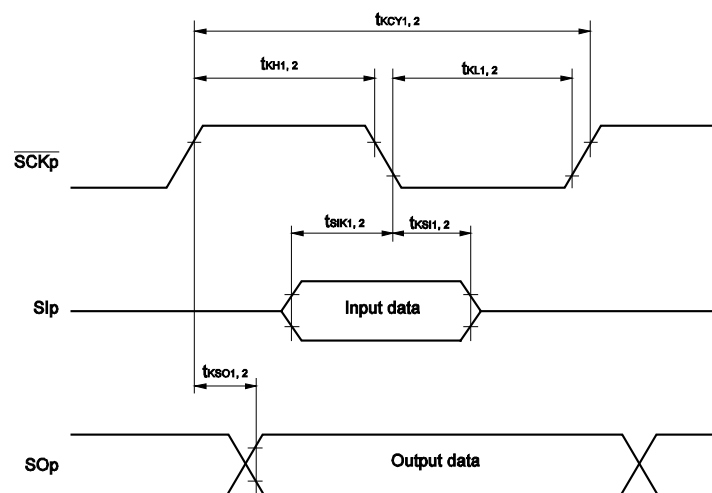 tKCY1, 2
tKH1, 2
tKL1, 2
SCKp
tSIK1, 2
tKSI1, 2
SIp
Input data
tKSO1, 2
SOp
Output data